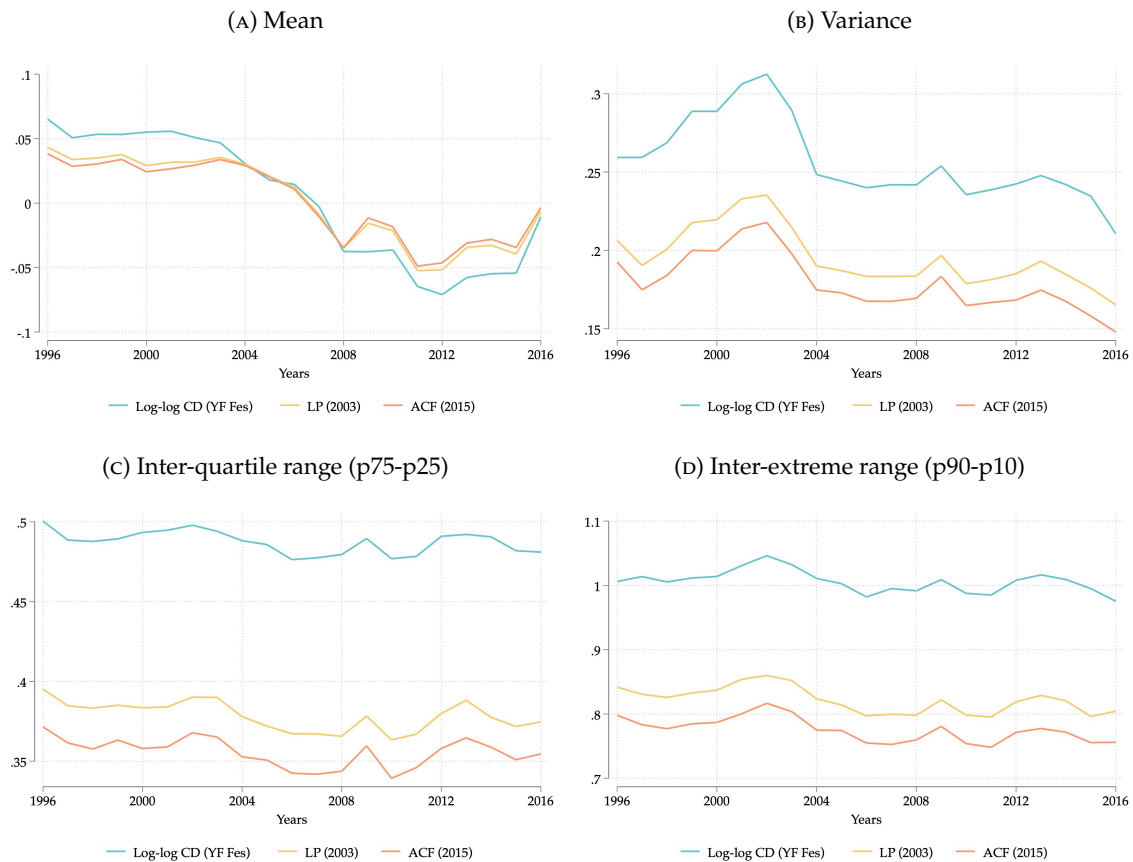 (A) Mean
.1
.05
0
-.05
-.1
1996 2000 2004 2008 2012 2016
Years
Log-log CD (YF Fes) LP (2003) ACF (2015)
(B) Variance
.3
.25
.2
.15
1996 2000 2004 2008 2012 2016
Years
Log-log CD (YF Fes) LP (2003) ACF (2015)
(C) Inter-quartile range (p75-p25)
.5
.45
.4
.35
1996 2000 2004 2008 2012 2016
Years
Log-log CD (YF Fes) LP (2003) ACF (2015)
(D) Inter-extreme range (p90-p10)
1.1
1
.9
.8
.7
1996 2000 2004 2008 2012 2016
Years
Log-log CD (YF Fes) LP (2003) ACF (2015)